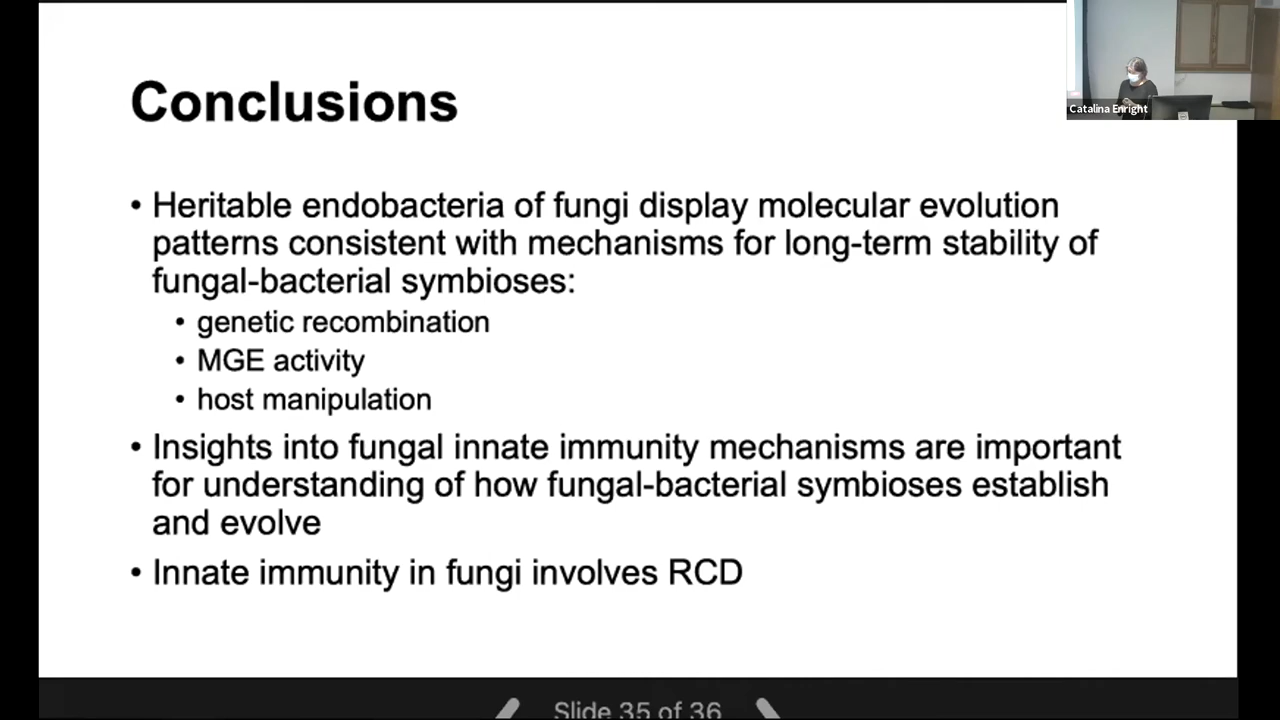 Conclusions
Catalina Enright
• Heritable endobacteria of fungi display molecular evolution
patterns consistent with mechanisms for long-term stability of
fungal-bacterial symbioses:
• genetic recombination
• MGE activity
• host manipulation
• Insights into fungal innate immunity mechanisms are important
for understanding of how fungal-bacterial symbioses establish
and evolve
• Innate immunity in fungi involves RCD
Slide 35 of 36